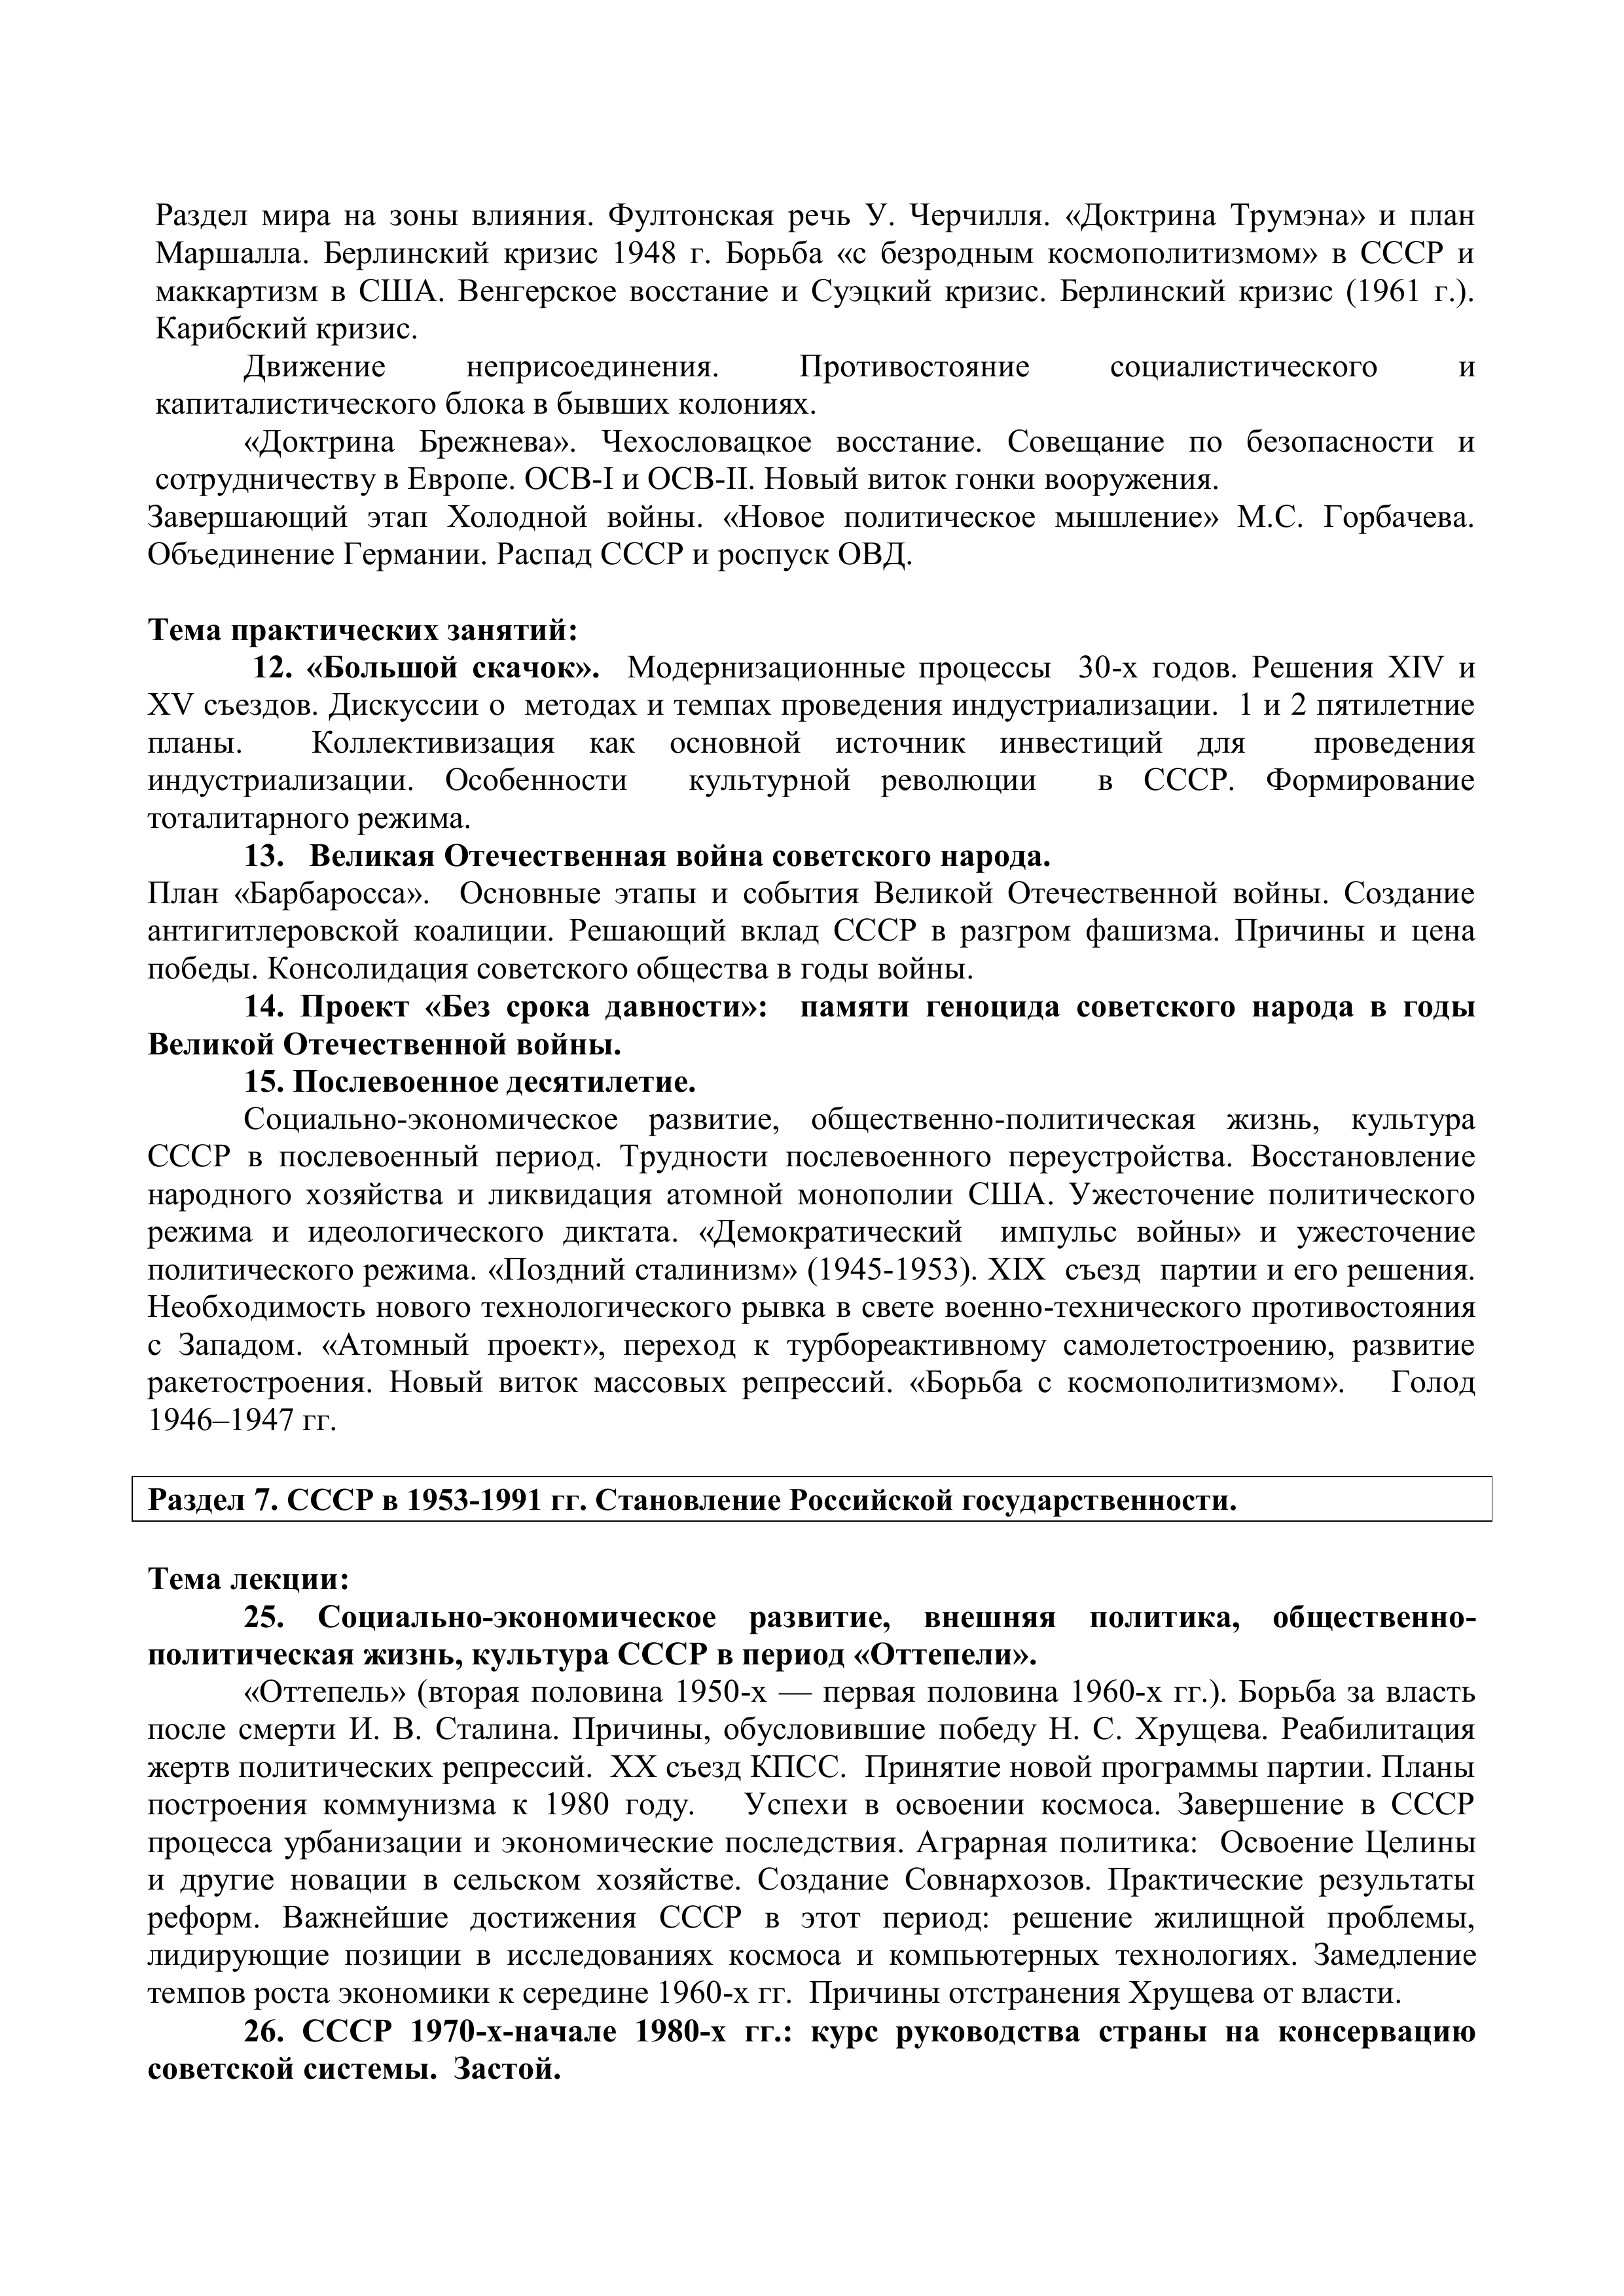 Раздел мира на зоны влияния. Фултонская речь У. Черчилля. «Доктрина Трумэна» и план
Маршалла. Берлинский кризис 1948 г. Борьба «с безродным космополитизмом» в СССР и
маккартизм в США. Венгерское восстание и Суэцкий кризис. Берлинский кризис (1961 г.).
Карибский кризис.
Движение неприсоединения. Противостояние социалистического и
капиталистического блока в бывших колониях.
«Доктрина Брежнева». Чехословацкое восстание. Совещание по безопасности и
сотрудничеству в Европе. ОСВ-I и ОСВ-II. Новый виток гонки вооружения.
Завершающий этап Холодной войны. «Новое политическое мышление» М.С. Горбачева.
Объединение Германии. Распад СССР и роспуск ОВД.
Тема практических занятий:
12. «Большой скачок». Модернизационные процессы 30-х годов. Решения XIV и
XV съездов. Дискуссии о методах и темпах проведения индустриализации. 1 и 2 пятилетние
планы. Коллективизация как основной источник инвестиций для проведения
индустриализации. Особенности культурной революции в СССР. Формирование
тоталитарного режима.
13. Великая Отечественная война советского народа.
План «Барбаросса». Основные этапы и события Великой Отечественной войны. Создание
антигитлеровской коалиции. Решающий вклад СССР в разгром фашизма. Причины и цена
победы. Консолидация советского общества в годы войны.
14. Проект «Без срока давности»: памяти геноцида советского народа в годы
Великой Отечественной войны.
15. Послевоенное десятилетие.
Социально-экономическое развитие, общественно-политическая жизнь, культура
СССР в послевоенный период. Трудности послевоенного переустройства. Восстановление
народного хозяйства и ликвидация атомной монополии США. Ужесточение политического
режима и идеологического диктата. «Демократический импульс войны» и ужесточение
политического режима. «Поздний сталинизм» (1945-1953). XIX съезд партии и его решения.
Необходимость нового технологического рывка в свете военно-технического противостояния
с Западом. «Атомный проект», переход к турбореактивному самолетостроению, развитие
ракетостроения. Новый виток массовых репрессий. «Борьба с космополитизмом». Голод
1946–1947 гг.
Раздел 7. СССР в 1953-1991 гг. Становление Российской государственности.
Тема лекции:
25. Социально-экономическое развитие, внешняя политика, общественно-
политическая жизнь, культура СССР в период «Оттепели».
«Оттепель» (вторая половина 1950-х — первая половина 1960-х гг.). Борьба за власть
после смерти И. В. Сталина. Причины, обусловившие победу Н. С. Хрущева. Реабилитация
жертв политических репрессий. XX съезд КПСС. Принятие новой программы партии. Планы
построения коммунизма к 1980 году. Успехи в освоении космоса. Завершение в СССР
процесса урбанизации и экономические последствия. Аграрная политика: Освоение Целины
и другие новации в сельском хозяйстве. Создание Совнархозов. Практические результаты
реформ. Важнейшие достижения СССР в этот период: решение жилищной проблемы,
лидирующие позиции в исследованиях космоса и компьютерных технологиях. Замедление
темпов роста экономики к середине 1960-х гг. Причины отстранения Хрущева от власти.
26. СССР 1970-х-начале 1980-х гг.: курс руководства страны на консервацию
советской системы. Застой.